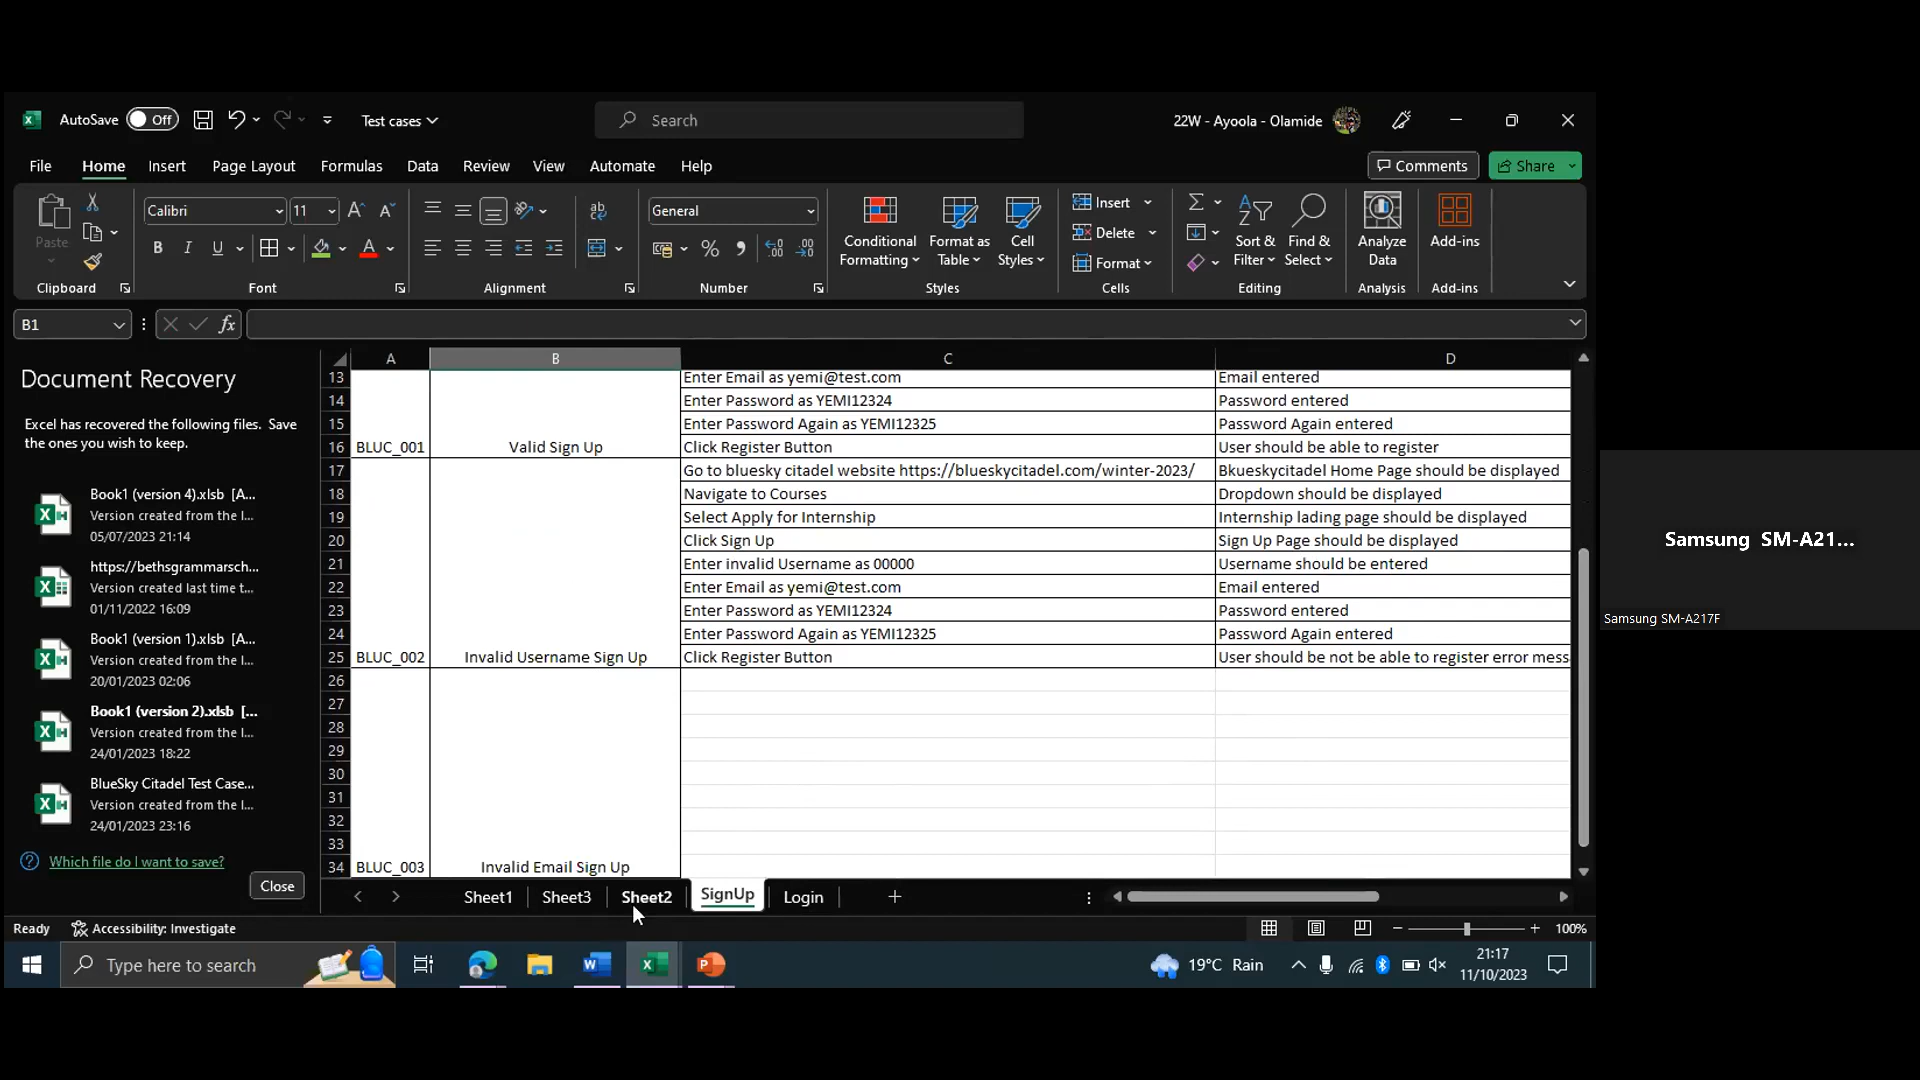 AutoSave Off Test cases Search 22W - Ayoola - Olamide
File Home Insert Page Layout Formulas Data Review View Automate Help Comments Share
Paste Calibri 11 General Conditional Formatting Format as Table Cell Styles Insert Delete Format Sort & Filter Find & Select Analyze Data Add-ins
Clipboard Font Alignment Number Styles Cells Editing Analysis Add-ins
B1 fx
Document Recovery
Excel has recovered the following files. Save
the ones you wish to keep.
Book1 (version 4).xlsb [A...
Version created from the l...
05/07/2023 21:14
https://bethsgrammarsch...
Version created last time t...
01/11/2022 16:09
Book1 (version 1).xlsb [A...
Version created from the l...
20/01/2023 02:06
Book1 (version 2).xlsb [...
Version created from the l...
24/01/2023 18:22
BlueSky Citadel Test Case...
Version created from the l...
24/01/2023 23:16
Which file do I want to save?
Close
A B C D
13 Enter Email as yemi@test.com Email entered
14 Enter Password as YEMI12324 Password entered
15 Enter Password Again as YEMI12325 Password Again entered
16 BLUC_001 Valid Sign Up Click Register Button User should be able to register
17 Go to bluesky citadel website https://blueskycitadel.com/winter-2023/ Bkueskycitadel Home Page should be displayed
18 Navigate to Courses Dropdown should be displayed
19 Select Apply for Internship Internship lading page should be displayed
20 Click Sign Up Sign Up Page should be displayed
21 Enter invalid Username as 00000 Username should be entered
22 Enter Email as yemi@test.com Email entered
23 Enter Password as YEMI12324 Password entered
24 Enter Password Again as YEMI12325 Password Again entered
25 BLUC_002 Invalid Username Sign Up Click Register Button User should be not be able to register error mess
26
27
28
29
30
31
32
33
34 BLUC_003 Invalid Email Sign Up
Sheet1 Sheet3 Sheet2 SignUp Login
Ready Accessibility: Investigate 100%
Type here to search 19°C Rain 21:17
11/10/2023
Samsung SM-A21...
Samsung SM-A217F